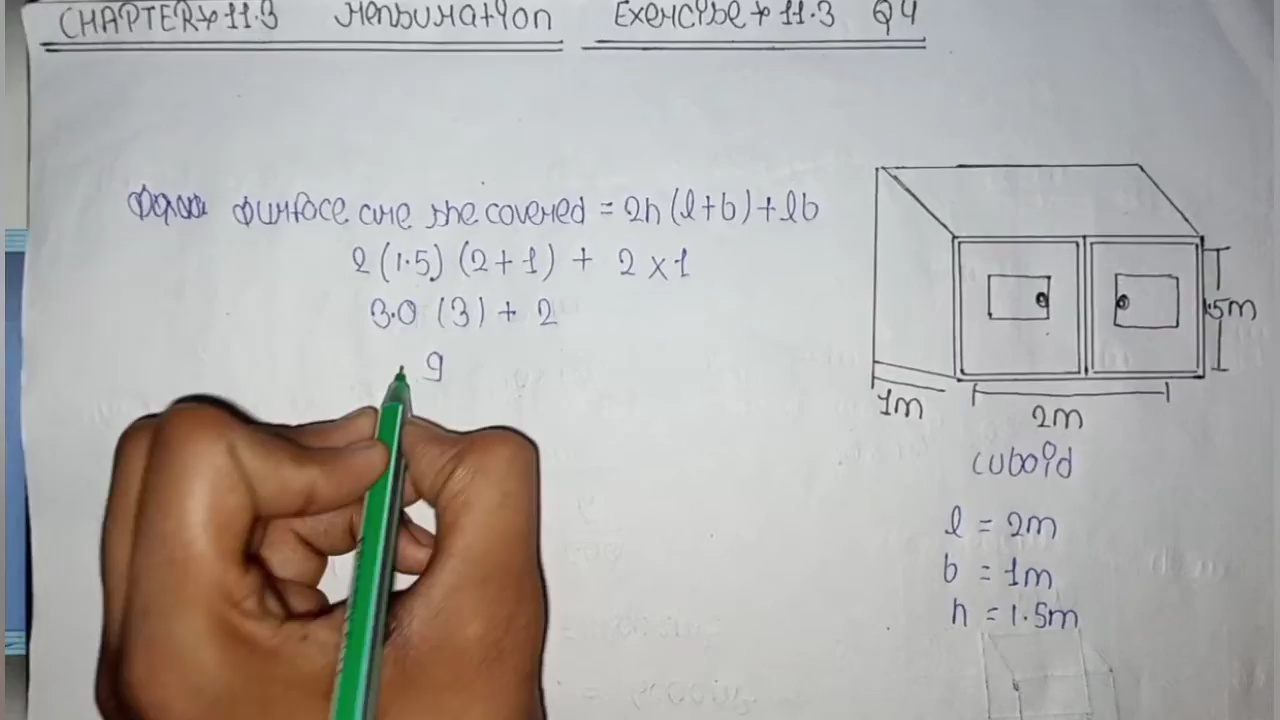 CHAPTER→11.3 Mensuration Exercise→11.3 Q4
Surface are the covered = 2h(l+b)+lb
2(1.5)(2+1) + 2×1
3.0 (3) + 2
9
.5m
1m
2m
cuboid
l = 2m
b = 1m
h = 1.5m